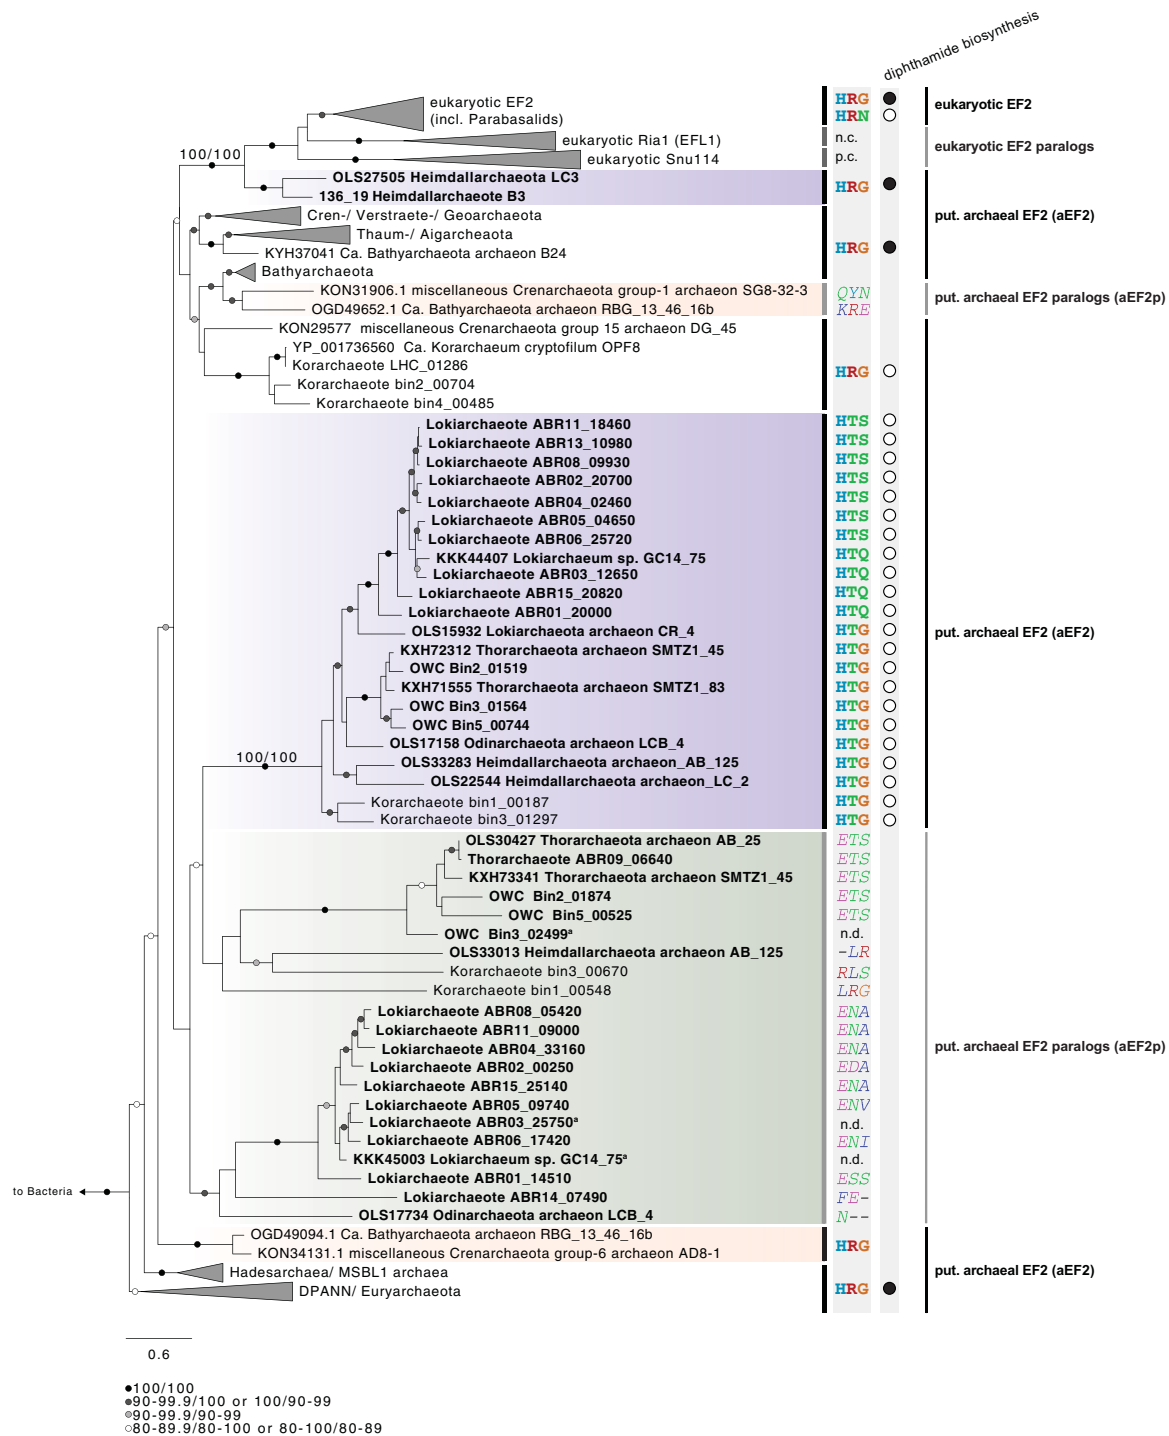 diphthamide biosynthesis
eukaryotic EF2
(incl. Parabasalids)
HRG
HRN
eukaryotic EF2
eukaryotic Ria1 (EFL1)
n.c.
eukaryotic EF2 paralogs
100/100
eukaryotic Snu114
p.c.
OLS27505 Heimdallarchaeota LC3
HRG
136_19 Heimdallarchaeote B3
Cren-/ Verstraete-/ Geoarchaeota
put. archaeal EF2 (aEF2)
Thaum-/ Aigarcheaota
HRG
KYH37041 Ca. Bathyarchaeota archaeon B24
Bathyarchaeota
KON31906.1 miscellaneous Crenarchaeota group-1 archaeon SG8-32-3
QYN
put. archaeal EF2 paralogs (aEF2p)
OGD49652.1 Ca. Bathyarchaeota archaeon RBG_13_46_16b
KRE
KON29577 miscellaneous Crenarchaeota group 15 archaeon DG_45
YP_001736560 Ca. Korarchaeum cryptofilum OPF8
Korarchaeote LHC_01286
HRG
Korarchaeote bin2_00704
Korarchaeote bin4_00485
Lokiarchaeote ABR11_18460
HTS
Lokiarchaeote ABR13_10980
HTS
Lokiarchaeote ABR08_09930
HTS
Lokiarchaeote ABR02_20700
HTS
Lokiarchaeote ABR04_02460
HTS
Lokiarchaeote ABR05_04650
HTS
Lokiarchaeote ABR06_25720
HTS
KKK44407 Lokiarchaeum sp. GC14_75
HTQ
Lokiarchaeote ABR03_12650
HTQ
Lokiarchaeote ABR15_20820
HTQ
Lokiarchaeote ABR01_20000
HTQ
OLS15932 Lokiarchaeota archaeon CR_4
HTG
put. archaeal EF2 (aEF2)
KXH72312 Thorarchaeota archaeon SMTZ1_45
HTG
OWC Bin2_01519
HTG
KXH71555 Thorarchaeota archaeon SMTZ1_83
HTG
OWC Bin3_01564
HTG
OWC Bin5_00744
HTG
OLS17158 Odinarchaeota archaeon LCB_4
HTG
100/100
OLS33283 Heimdallarchaeota archaeon_AB_125
HTG
OLS22544 Heimdallarchaeota archaeon_LC_2
HTG
Korarchaeote bin1_00187
HTG
Korarchaeote bin3_01297
HTG
OLS30427 Thorarchaeota archaeon AB_25
ETS
Thorarchaeote ABR09_06640
ETS
KXH73341 Thorarchaeota archaeon SMTZ1_45
ETS
OWC Bin2_01874
ETS
OWC Bin5_00525
ETS
OWC Bin3_02499ª
n.d.
OLS33013 Heimdallarchaeota archaeon AB_125
-LR
Korarchaeote bin3_00670
RLS
Korarchaeote bin1_00548
LRG
Lokiarchaeote ABR08_05420
ENA
Lokiarchaeote ABR11_09000
ENA
Lokiarchaeote ABR04_33160
ENA
put. archaeal EF2 paralogs (aEF2p)
Lokiarchaeote ABR02_00250
EDA
Lokiarchaeote ABR15_25140
ENA
Lokiarchaeote ABR05_09740
ENV
Lokiarchaeote ABR03_25750ª
n.d.
Lokiarchaeote ABR06_17420
ENI
KKK45003 Lokiarchaeum sp. GC14_75ª
n.d.
Lokiarchaeote ABR01_14510
ESS
to Bacteria
Lokiarchaeote ABR14_07490
FE-
OLS17734 Odinarchaeota archaeon LCB_4
N--
OGD49094.1 Ca. Bathyarchaeota archaeon RBG_13_46_16b
HRG
KON34131.1 miscellaneous Crenarchaeota group-6 archaeon AD8-1
Hadesarchaea/ MSBL1 archaea
put. archaeal EF2 (aEF2)
DPANN/ Euryarchaeota
HRG
0.6
100/100
90-99.9/100 or 100/90-99
90-99.9/90-99
80-89.9/80-100 or 80-100/80-89